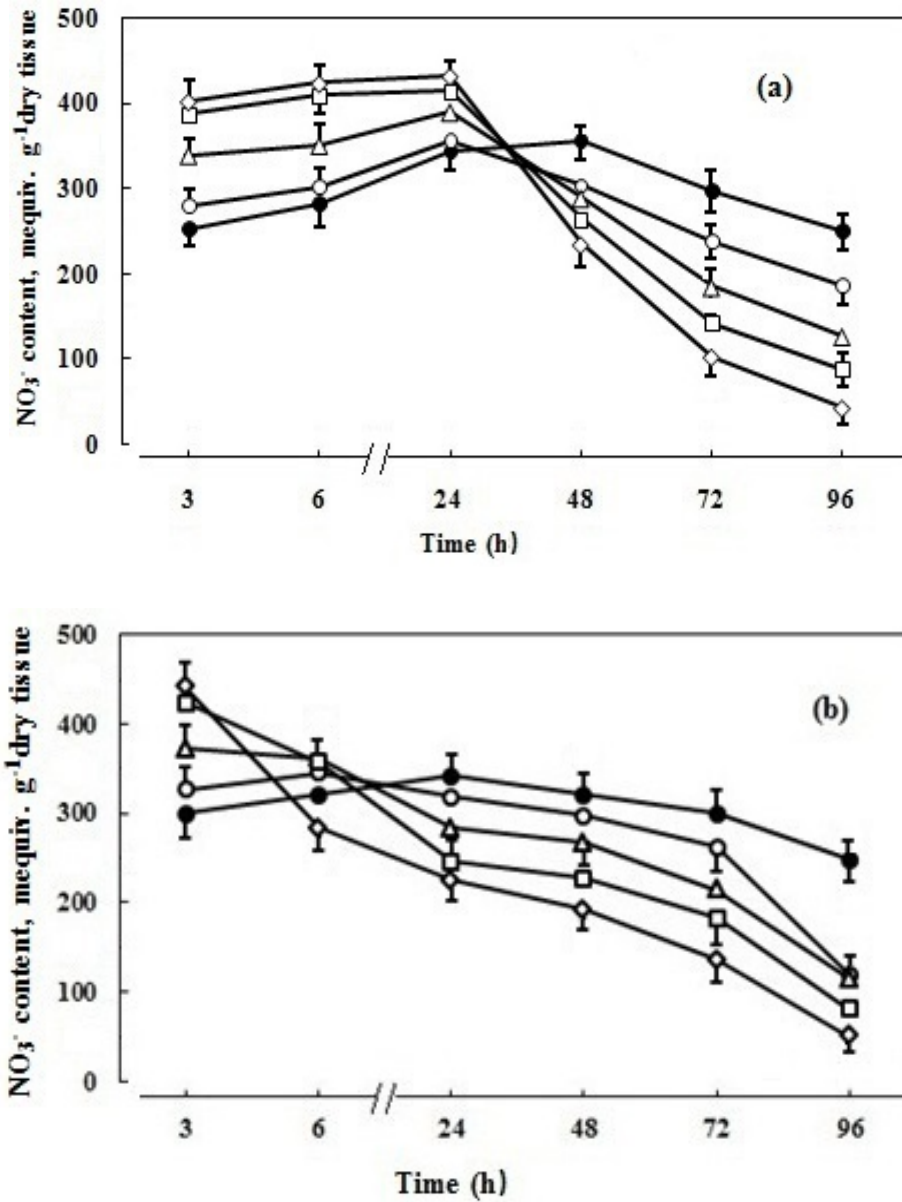 500
(a)
400
300
200
100
0
NO₃⁻ content, mequiv. g⁻¹dry tissue
3 6 24 48 72 96
Time (h)
500
(b)
400
300
200
100
0
NO₃⁻ content, mequiv. g⁻¹dry tissue
3 6 24 48 72 96
Time (h)